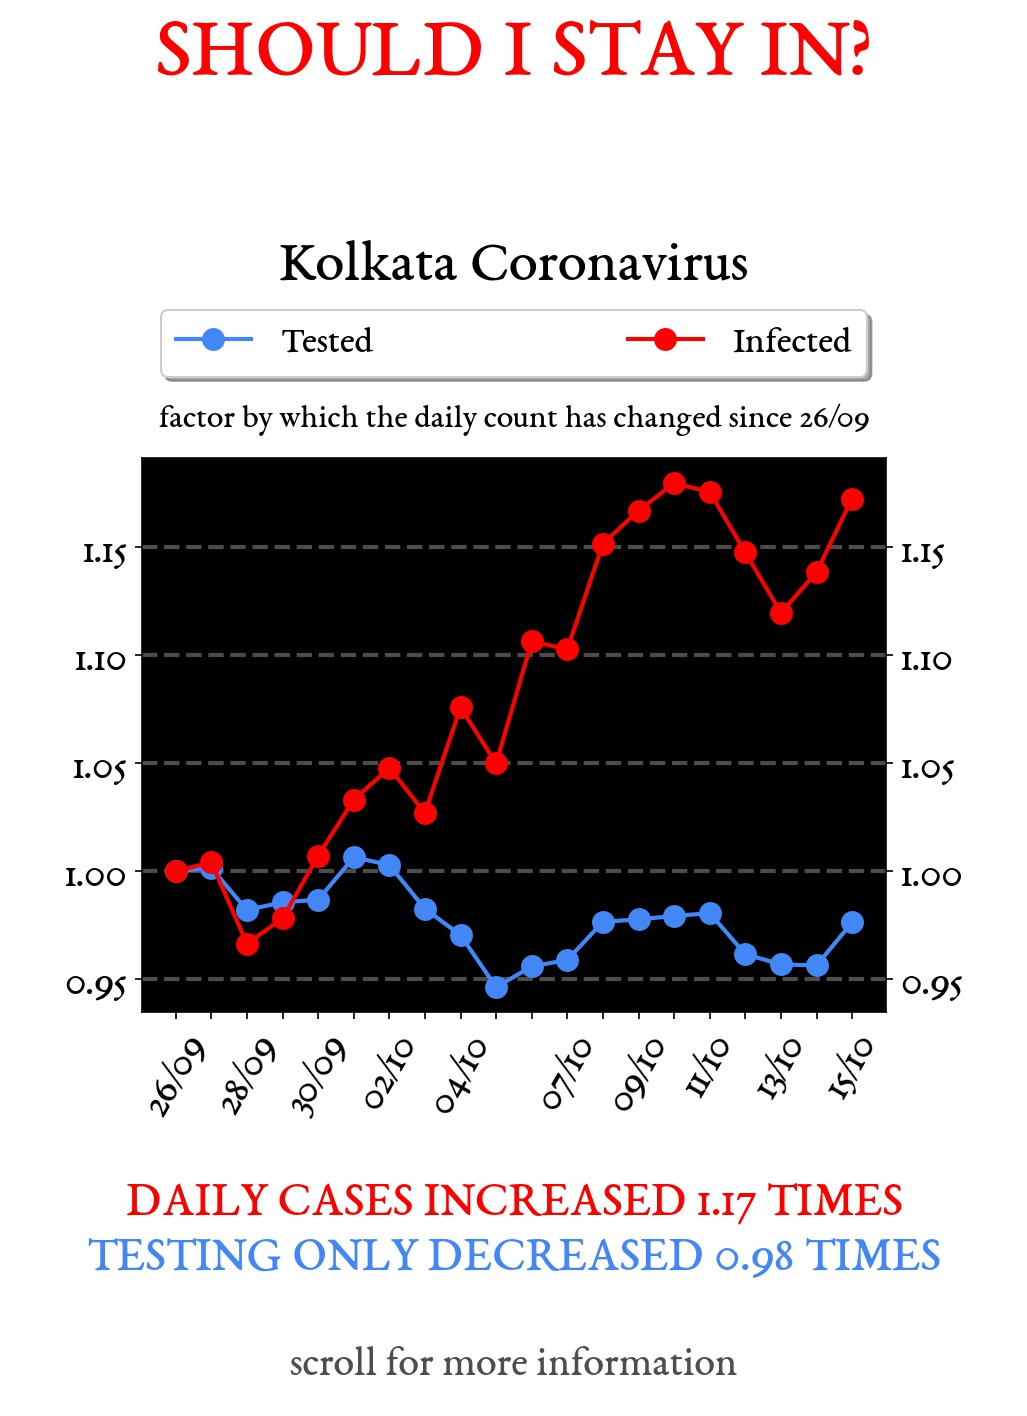 SHOULD I STAY IN?
Kolkata Coronavirus
Tested Infected
factor by which the daily count has changed since 26/09
1.15 1.15
1.10 1.10
1.05 1.05
1.00 1.00
0.95 0.95
26/09 28/09 30/09 02/10 04/10 07/10 09/10 11/10 13/10 15/10
DAILY CASES INCREASED 1.17 TIMES
TESTING ONLY DECREASED 0.98 TIMES
scroll for more information